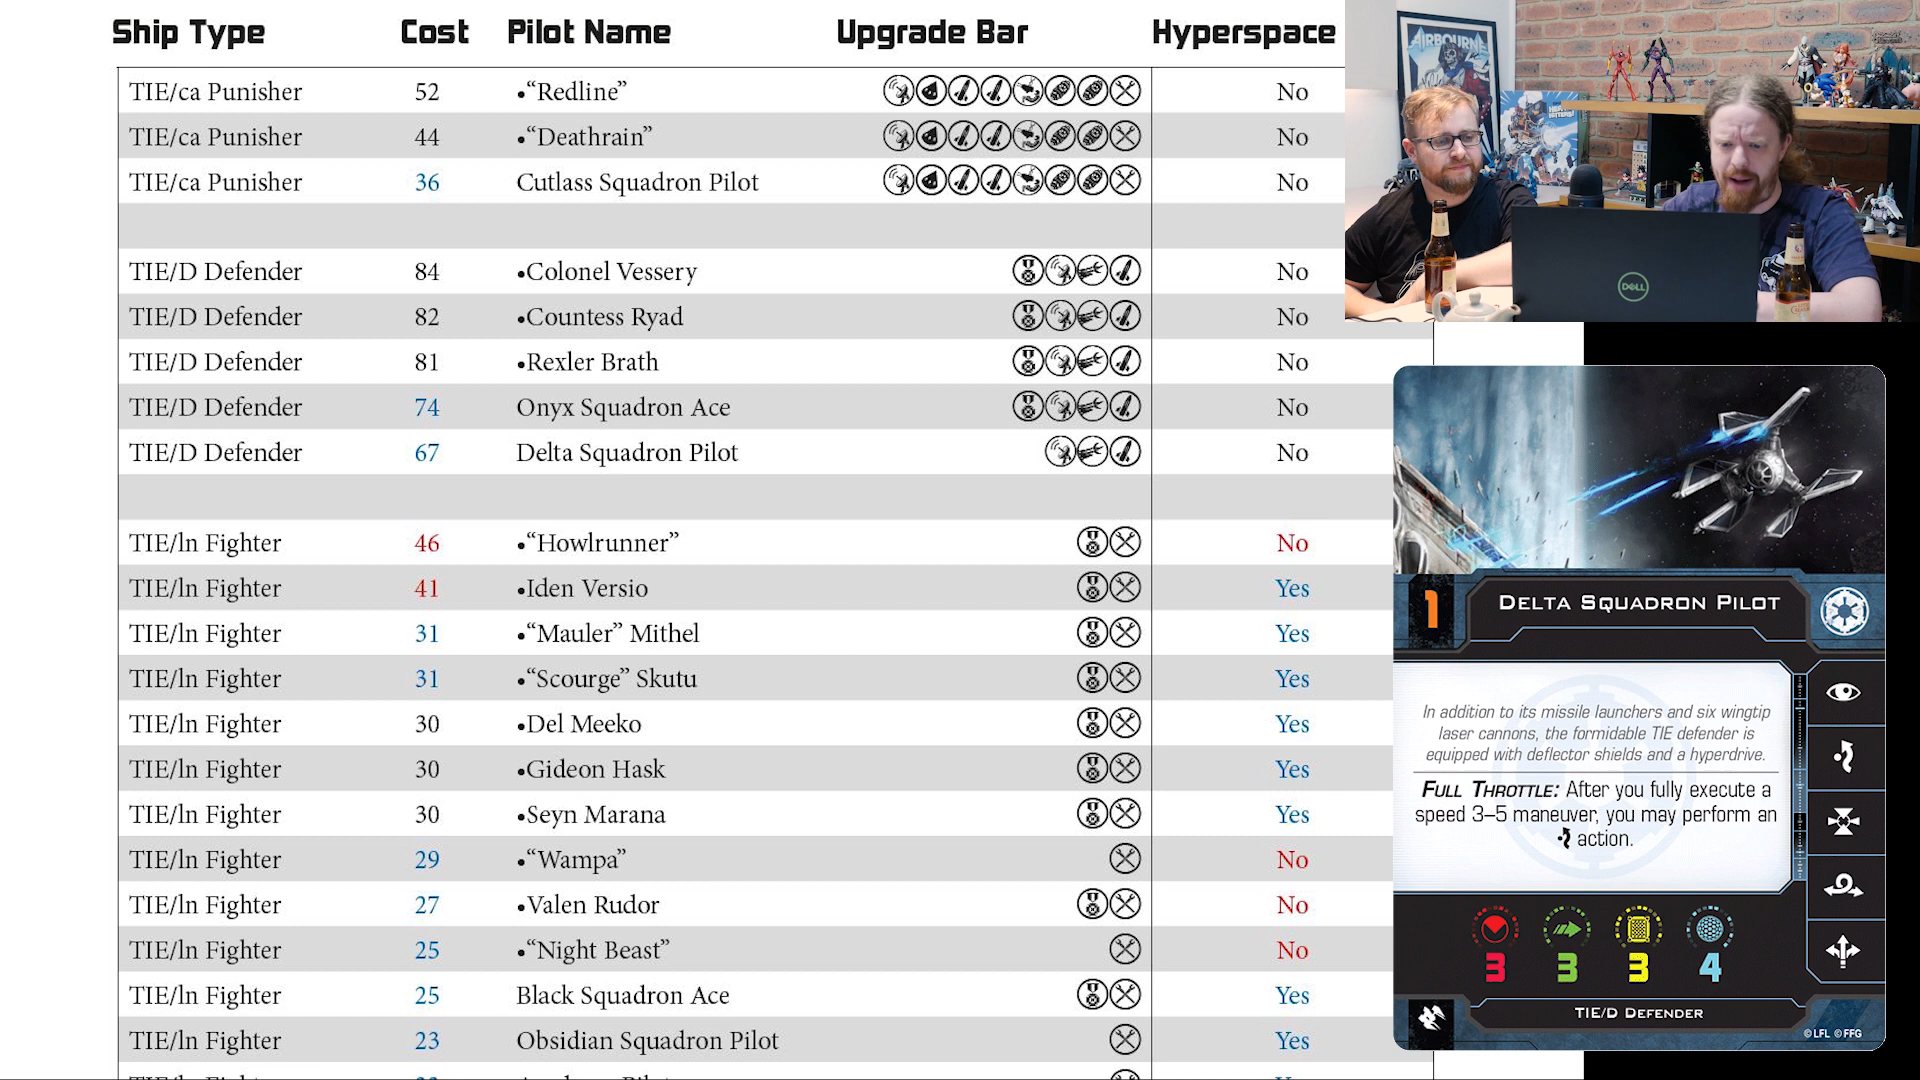 Ship Type Cost Pilot Name Upgrade Bar Hyperspace
TIE/ca Punisher 52 •“Redline” No
TIE/ca Punisher 44 •“Deathrain” No
TIE/ca Punisher 36 Cutlass Squadron Pilot No
TIE/D Defender 84 •Colonel Vessery No
TIE/D Defender 82 •Countess Ryad No
TIE/D Defender 81 •Rexler Brath No
TIE/D Defender 74 Onyx Squadron Ace No
TIE/D Defender 67 Delta Squadron Pilot No
TIE/ln Fighter 46 •“Howlrunner” No
TIE/ln Fighter 41 •Iden Versio Yes
TIE/ln Fighter 31 •“Mauler” Mithel Yes
TIE/ln Fighter 31 •“Scourge” Skutu Yes
TIE/ln Fighter 30 •Del Meeko Yes
TIE/ln Fighter 30 •Gideon Hask Yes
TIE/ln Fighter 30 •Seyn Marana Yes
TIE/ln Fighter 29 •“Wampa” No
TIE/ln Fighter 27 •Valen Rudor No
TIE/ln Fighter 25 •“Night Beast” No
TIE/ln Fighter 25 Black Squadron Ace Yes
TIE/ln Fighter 23 Obsidian Squadron Pilot Yes
AIRBOURNE
DELL
1 Delta Squadron Pilot
In addition to its missile launchers and six wingtip
laser cannons, the formidable TIE defender is
equipped with deflector shields and a hyperdrive.
Full Throttle: After you fully execute a
speed 3–5 maneuver, you may perform an
action.
3 3 3 4
TIE/D Defender
© LFL © FFG